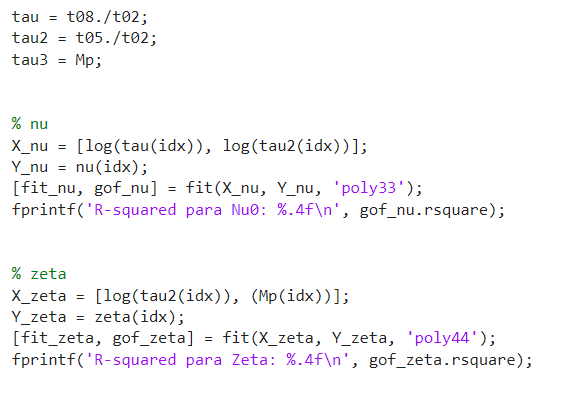 tau = t08./t02;
tau2 = t05./t02;
tau3 = Mp;
% nu
X_nu = [log(tau(idx)), log(tau2(idx))];
Y_nu = nu(idx);
[fit_nu, gof_nu] = fit(X_nu, Y_nu, 'poly33');
fprintf('R-squared para Nu0: %.4f\n', gof_nu.rsquare);
% zeta
X_zeta = [log(tau2(idx)), (Mp(idx))];
Y_zeta = zeta(idx);
[fit_zeta, gof_zeta] = fit(X_zeta, Y_zeta, 'poly44');
fprintf('R-squared para Zeta: %.4f\n', gof_zeta.rsquare);